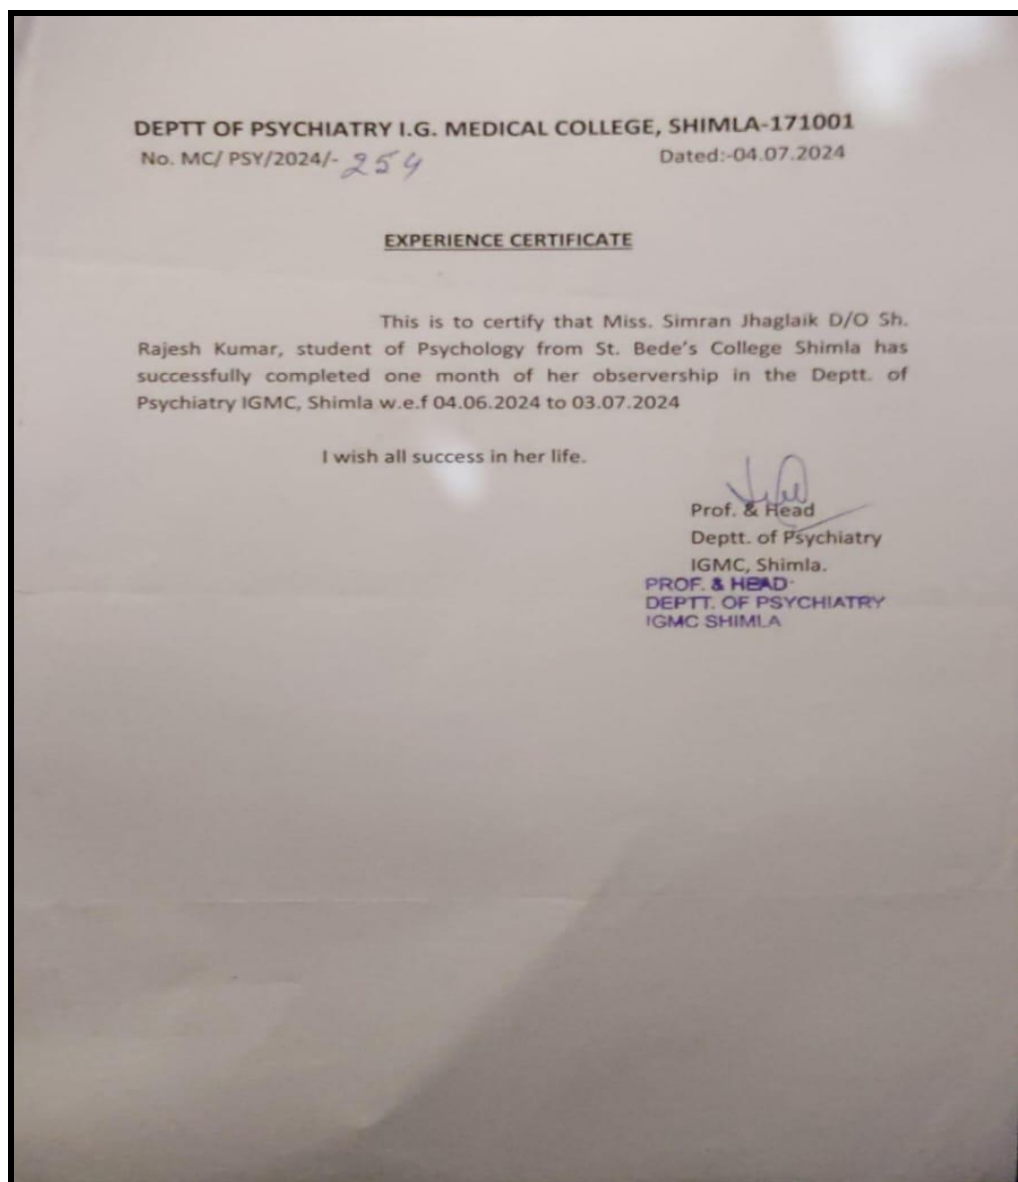 DEPTT OF PSYCHIATRY I.G. MEDICAL COLLEGE, SHIMLA-171001
No. MC/ PSY/2024/- 254 Dated:-04.07.2024
EXPERIENCE CERTIFICATE
This is to certify that Miss. Simran Jhaglaik D/O Sh.
Rajesh Kumar, student of Psychology from St. Bede's College Shimla has
successfully completed one month of her observership in the Deptt. of
Psychiatry IGMC, Shimla w.e.f 04.06.2024 to 03.07.2024
I wish all success in her life.
Prof. & Head
Deptt. of Psychiatry
IGMC, Shimla.
PROF. & HEAD
DEPTT. OF PSYCHIATRY
IGMC SHIMLA